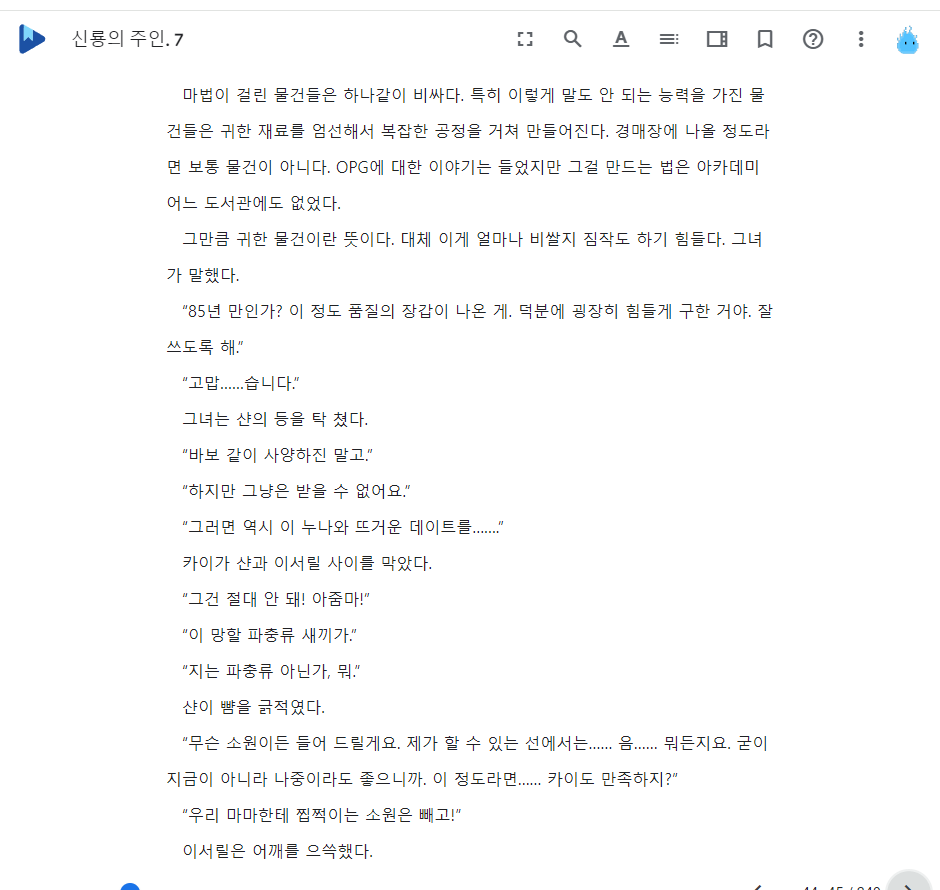 신룡의 주인. 7
마법이 걸린 물건들은 하나같이 비싸다. 특히 이렇게 말도 안 되는 능력을 가진 물
건들은 귀한 재료를 엄선해서 복잡한 공정을 거쳐 만들어진다. 경매장에 나올 정도라
면 보통 물건이 아니다. OPG에 대한 이야기는 들었지만 그걸 만드는 법은 아카데미
어느 도서관에도 없었다.
그만큼 귀한 물건이란 뜻이다. 대체 이게 얼마나 비쌀지 짐작도 하기 힘들다. 그녀
가 말했다.
“85년 만인가? 이 정도 품질의 장갑이 나온 게. 덕분에 굉장히 힘들게 구한 거야. 잘
쓰도록 해.”
“고맙……습니다.”
그녀는 샨의 등을 탁 쳤다.
“바보 같이 사양하진 말고.”
“하지만 그냥은 받을 수 없어요.”
“그러면 역시 이 누나와 뜨거운 데이트를…….”
카이가 샨과 이서릴 사이를 막았다.
“그건 절대 안 돼! 아줌마!”
“이 망할 파충류 새끼가.”
“지는 파충류 아닌가, 뭐.”
샨이 뺨을 긁적였다.
“무슨 소원이든 들어 드릴게요. 제가 할 수 있는 선에서는…… 음…… 뭐든지요. 굳이
지금이 아니라 나중이라도 좋으니까. 이 정도라면…… 카이도 만족하지?”
“우리 마마한테 찝쩍이는 소원은 빼고!”
이서릴은 어깨를 으쓱했다.